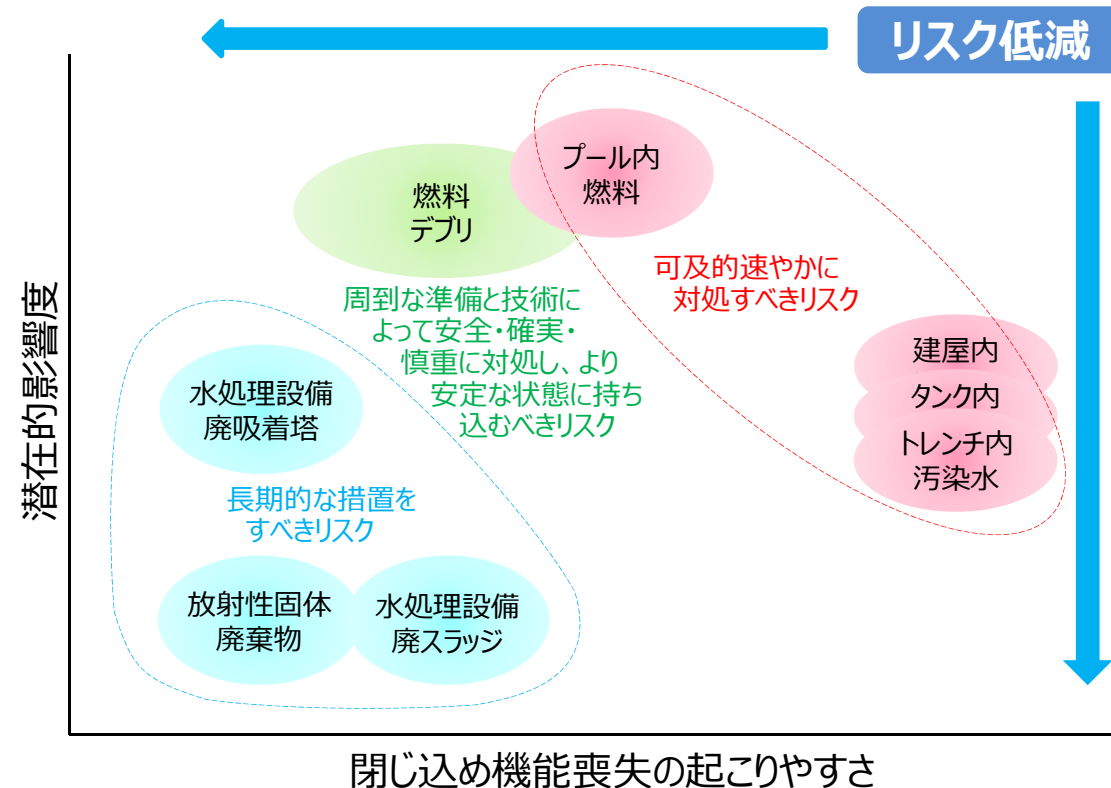 リスク低減
プール内
燃料
燃料
デブリ
可及的速やかに
対処すべきリスク
周到な準備と技術に
よって安全・確実・
慎重に対処し、より
安定な状態に持ち
込むべきリスク
建屋内
タンク内
トレンチ内
汚染水
水処理設備
廃吸着塔
長期的な措置を
すべきリスク
放射性固体
廃棄物
水処理設備
廃スラッジ
潜在的影響度
閉じ込め機能喪失の起こりやすさ